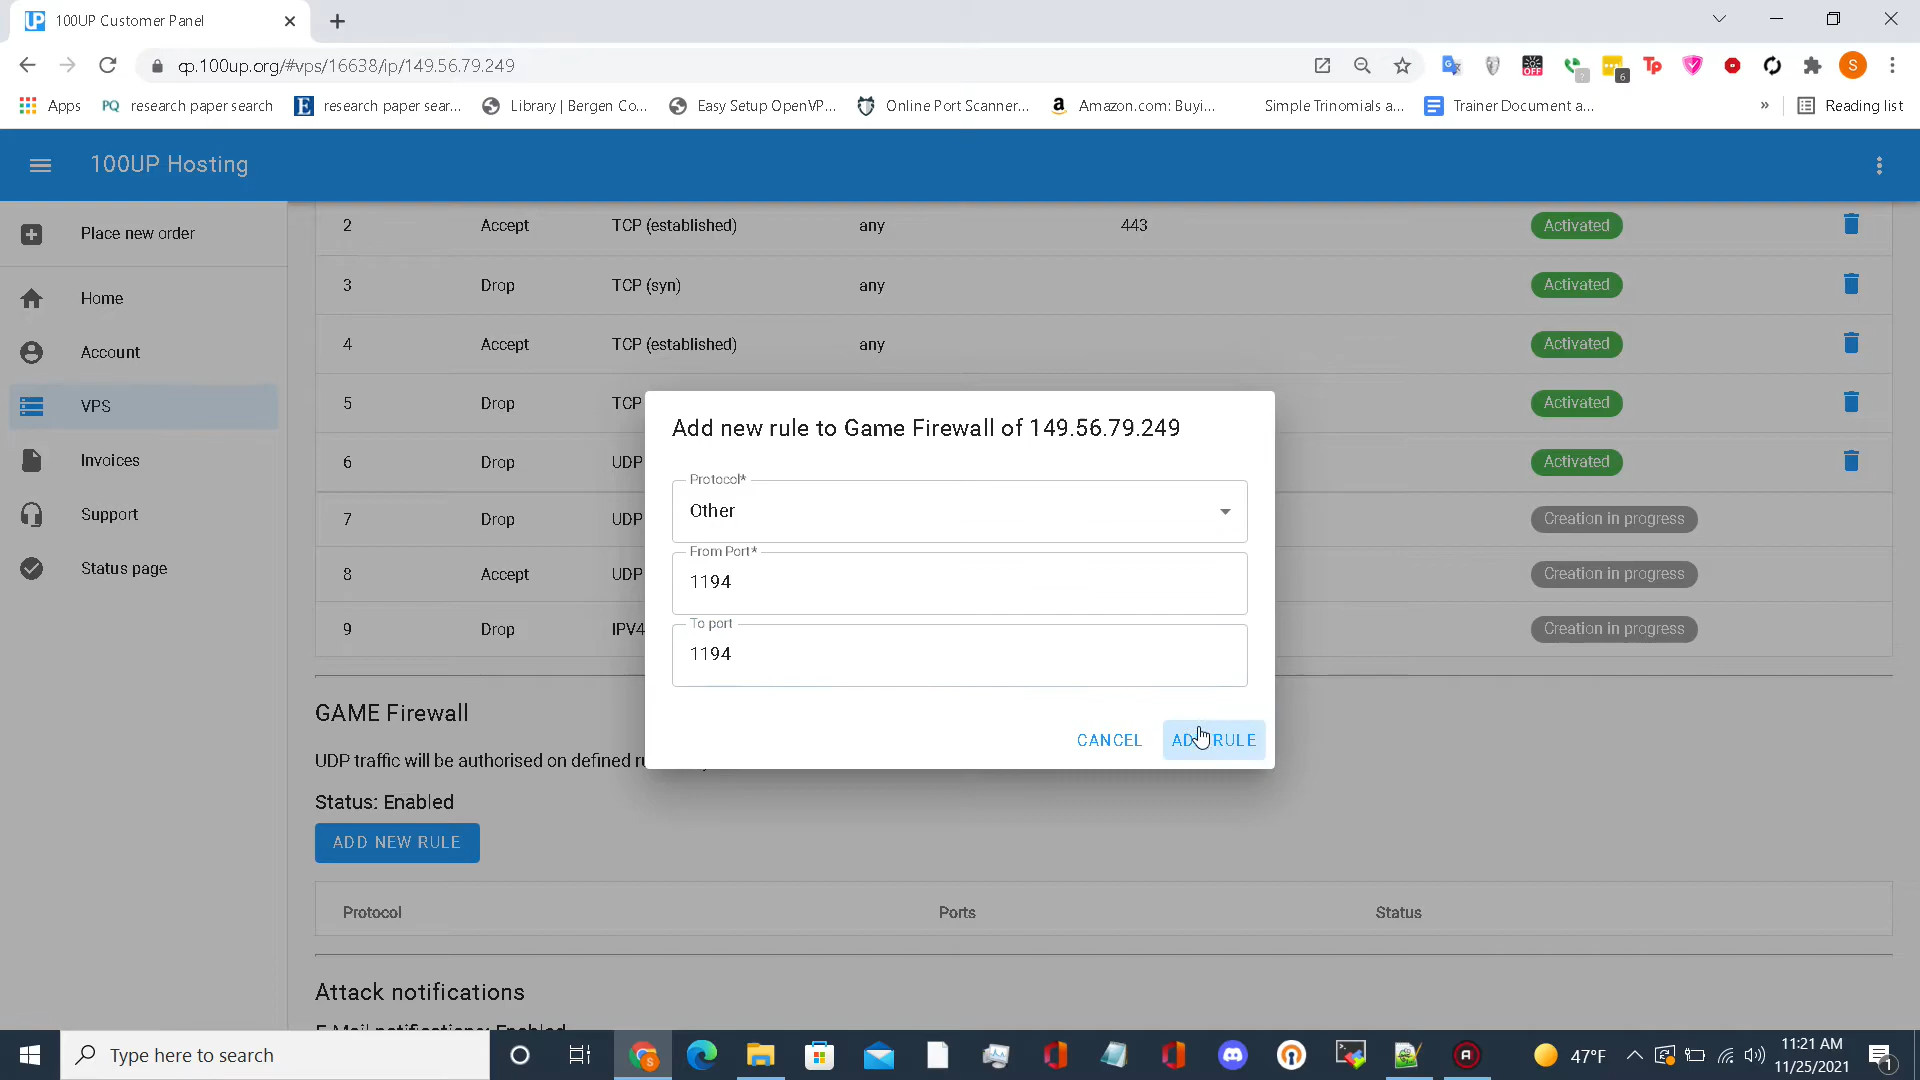 100UP Customer Panel
cp.100up.org/#vps/16638/ip/149.56.79.249
OFF
2
6
S
Apps
PQ research paper search
E research paper sear...
Library | Bergen Co...
Easy Setup OpenVP...
Online Port Scanner...
a Amazon.com: Buyi...
Simple Trinomials a...
Trainer Document a...
»
Reading list
100UP Hosting
Place new order
Home
Account
VPS
Invoices
Support
Status page
2 Accept TCP (established) any 443 Activated
3 Drop TCP (syn) any Activated
4 Accept TCP (established) any Activated
5 Drop TCP Activated
6 Drop UDP Activated
7 Drop UDP Creation in progress
8 Accept UDP Creation in progress
9 Drop IPV4 Creation in progress
Add new rule to Game Firewall of 149.56.79.249
Protocol*
Other
From Port*
1194
To port
1194
CANCEL
RULE
GAME Firewall
UDP traffic will be authorised on defined
Status: Enabled
ADD NEW RULE
Protocol Ports Status
Attack notifications
E-Mail notifications: Enabled
Type here to search
47°F
11:21 AM
11/25/2021
1